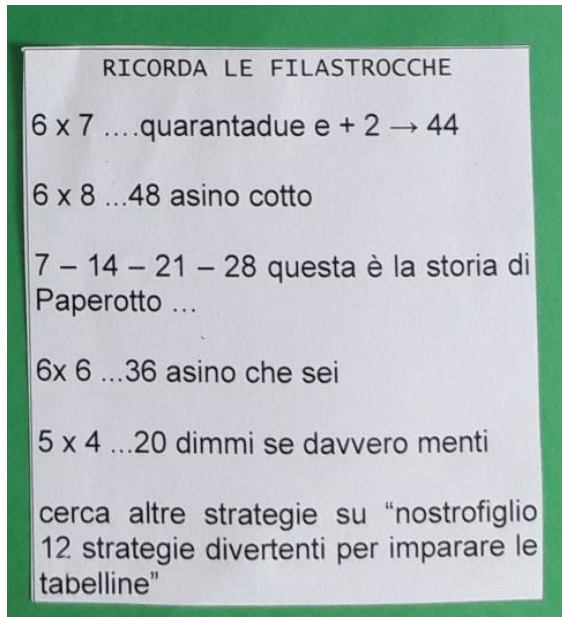 RICORDA LE FILASTROCCHE
6 x 7 ....quarantadue e + 2 → 44
6 x 8 ...48 asino cotto
7 – 14 – 21 – 28 questa è la storia di
Paperotto ...
6x 6 ...36 asino che sei
5 x 4 ...20 dimmi se davvero menti
cerca altre strategie su “nostrofiglio
12 strategie divertenti per imparare le
tabelline”